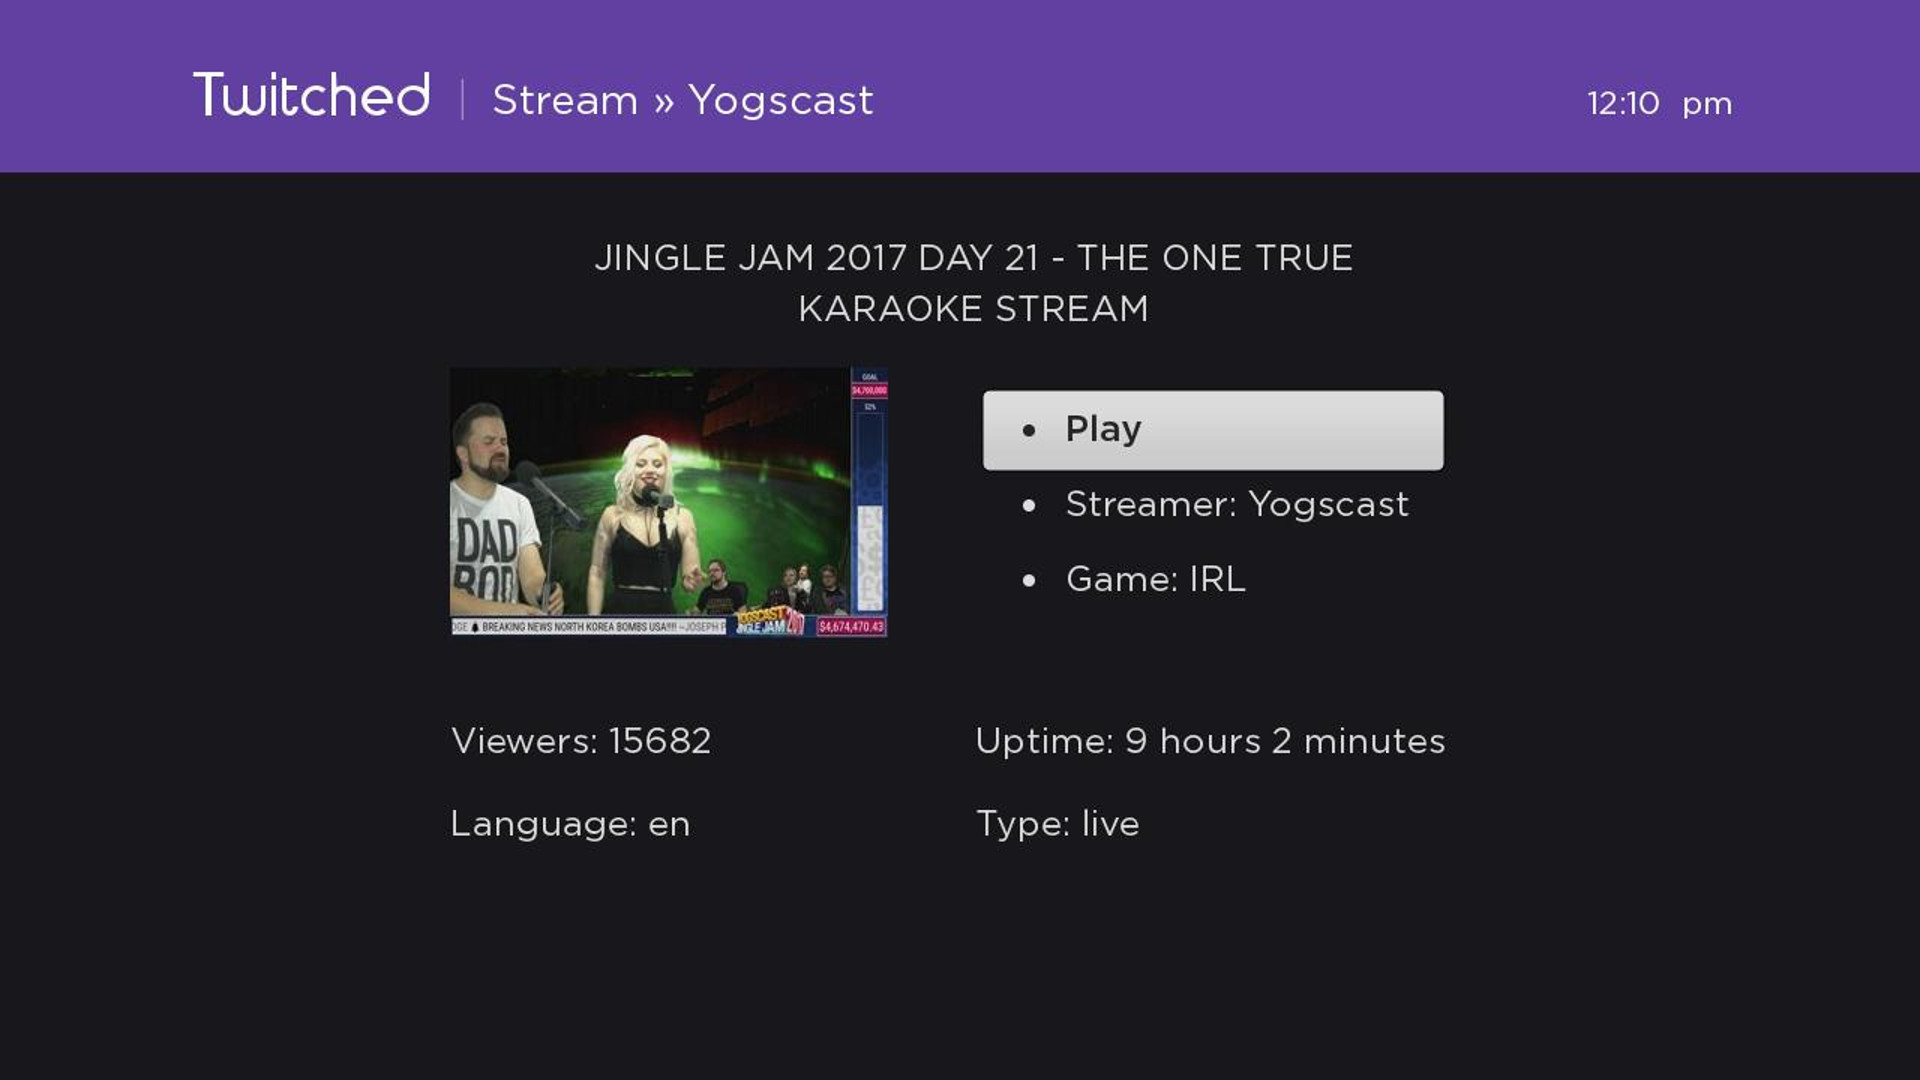 Twitched | Stream » Yogscast
12:10 pm
JINGLE JAM 2017 DAY 21 - THE ONE TRUE
KARAOKE STREAM
GOAL
$4,700,000
52%
DAD
BOD
DGE BREAKING NEWS NORTH KOREA BOMBS USA!!!! --JOSEPH P
YOGSCAST
JINGLE JAM 2017
$4,674,470.43
• Play
• Streamer: Yogscast
• Game: IRL
Viewers: 15682
Uptime: 9 hours 2 minutes
Language: en
Type: live